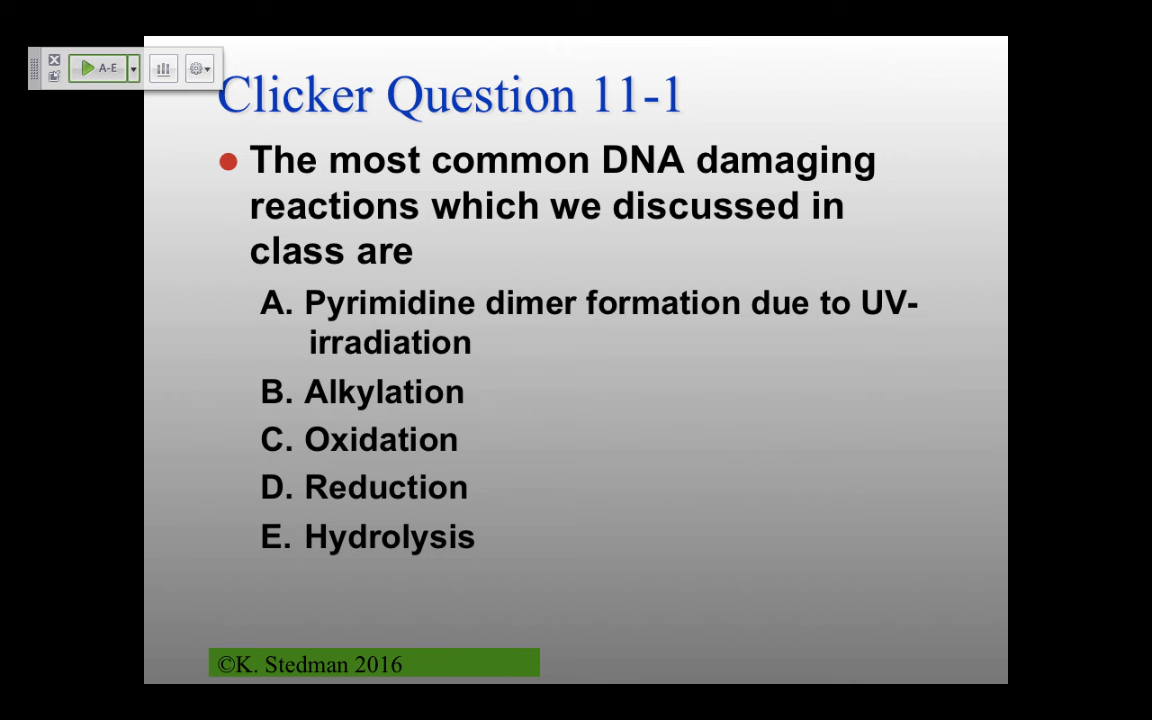 A-E
Clicker Question 11-1
The most common DNA damaging
reactions which we discussed in
class are
A. Pyrimidine dimer formation due to UV-
irradiation
B. Alkylation
C. Oxidation
D. Reduction
E. Hydrolysis
©K. Stedman 2016